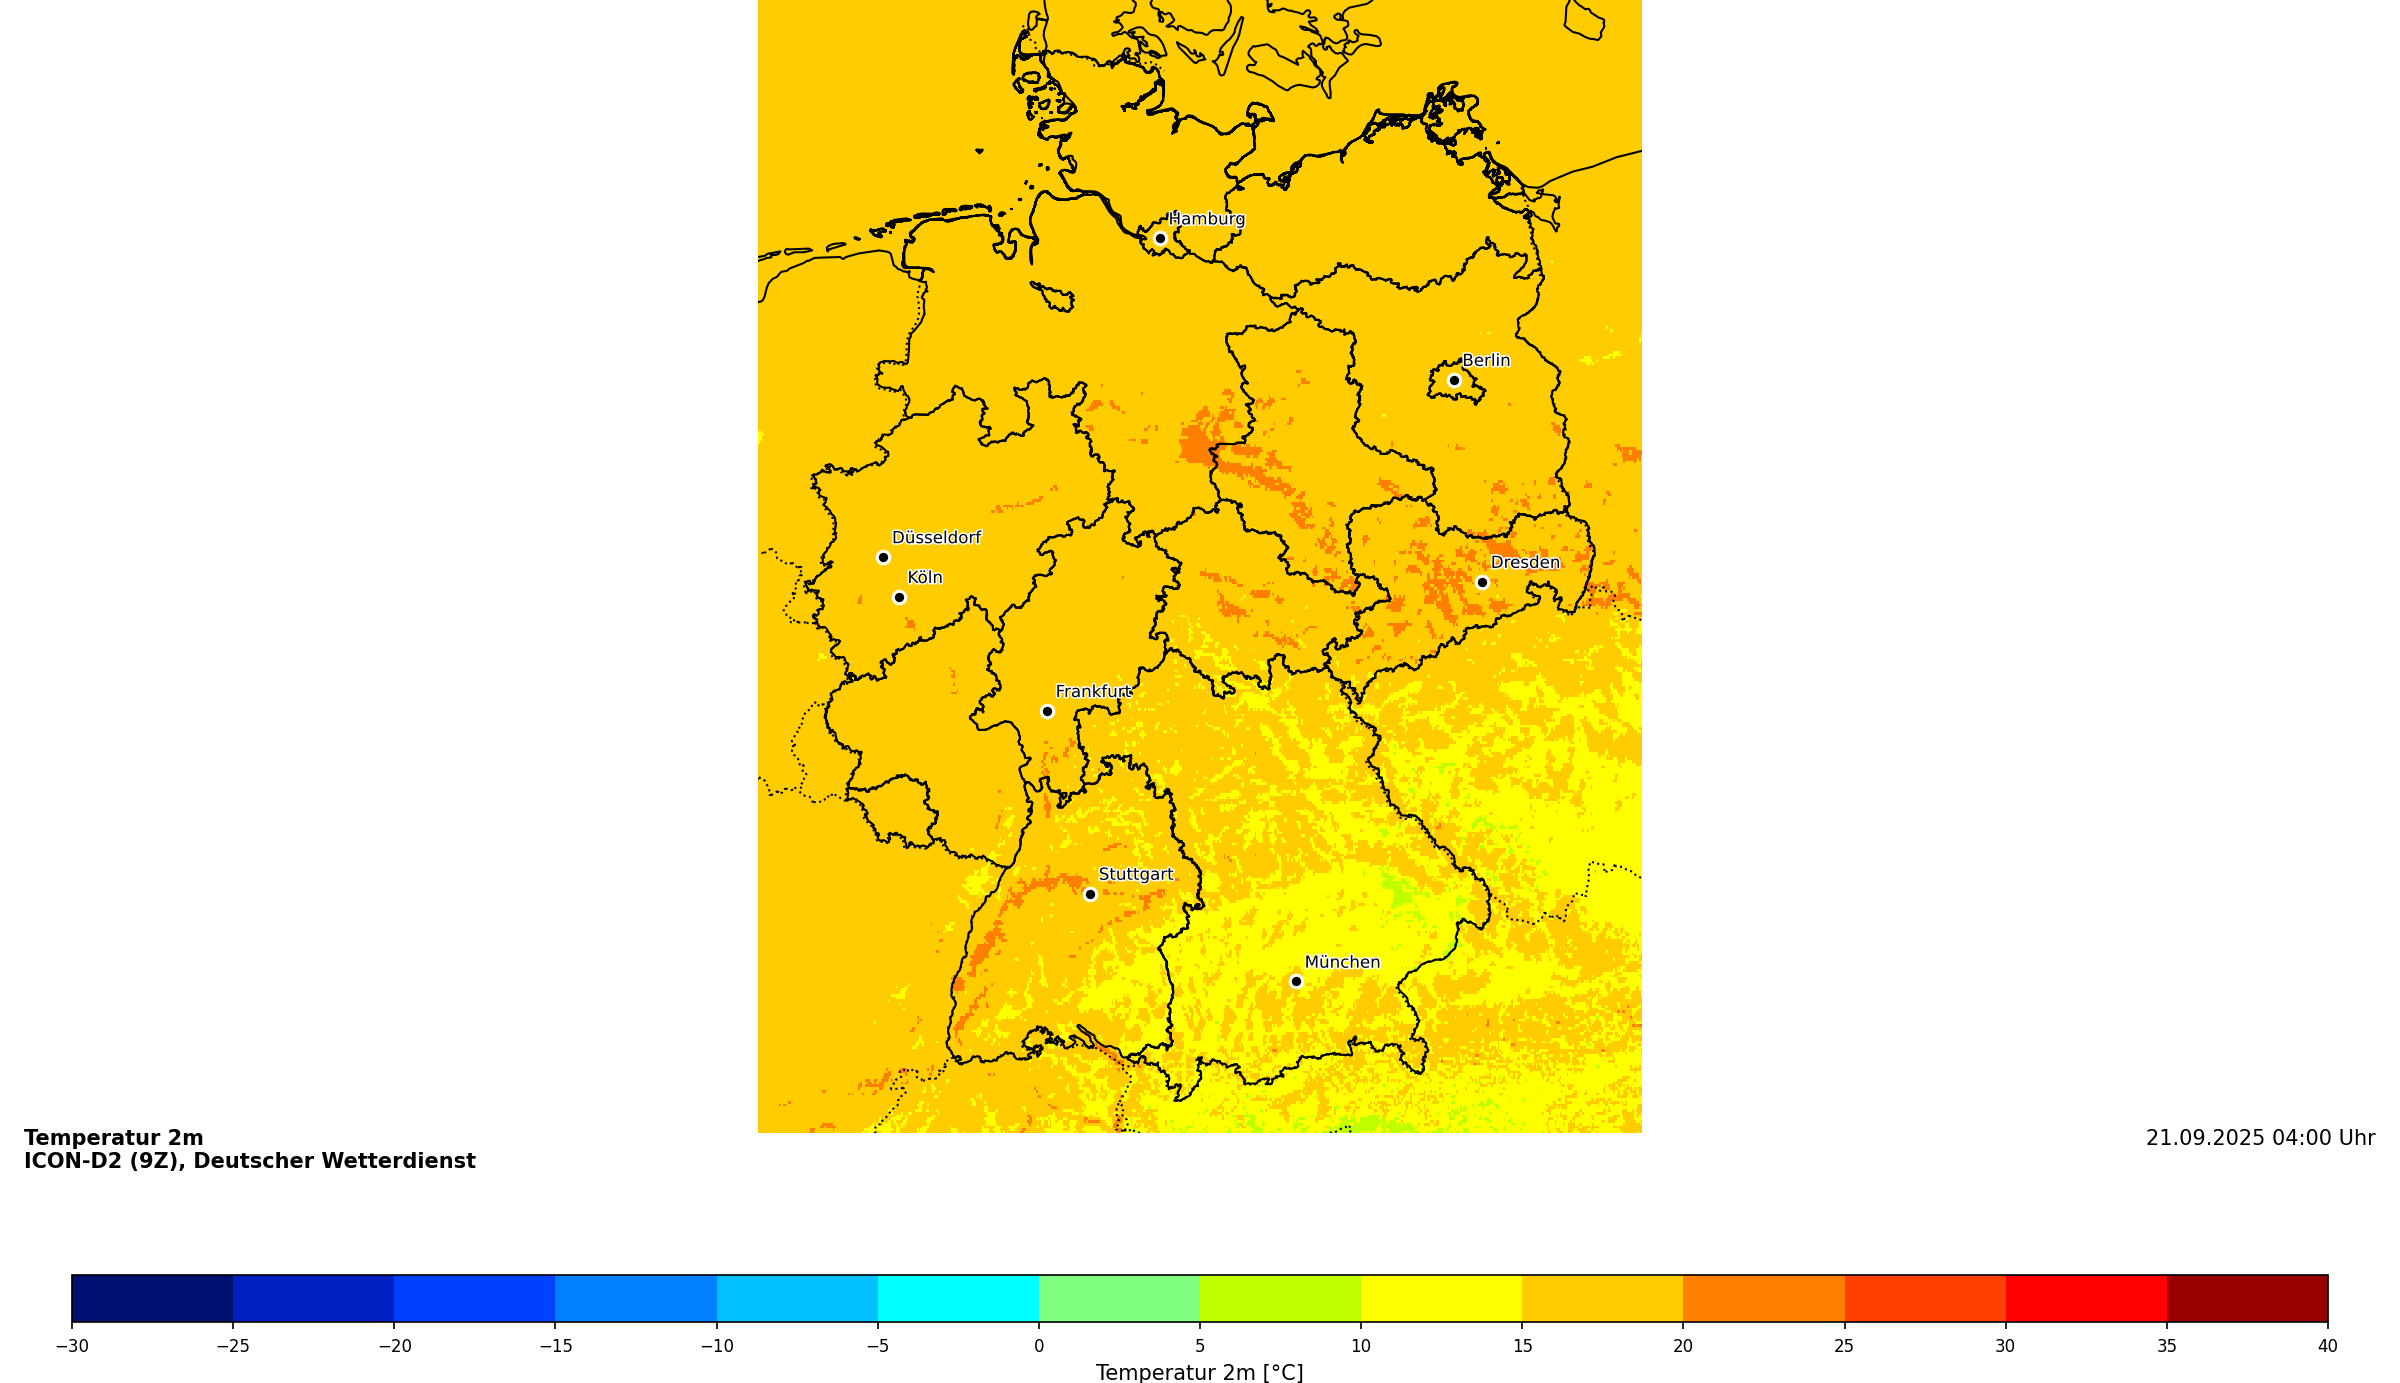 Hamburg
Berlin
Düsseldorf
Köln
Dresden
Frankfurt
Stuttgart
München
Temperatur 2m
ICON-D2 (9Z), Deutscher Wetterdienst
21.09.2025 04:00 Uhr
−30 −25 −20 −15 −10 −5 0 5 10 15 20 25 30 35 40
Temperatur 2m [°C]